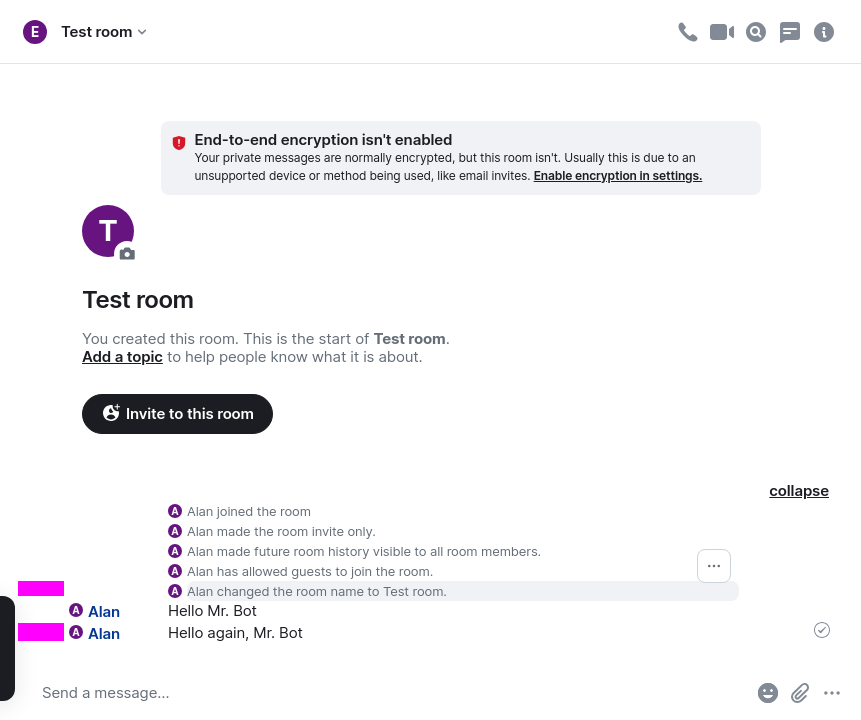 E Test room
End-to-end encryption isn't enabled
Your private messages are normally encrypted, but this room isn't. Usually this is due to an
unsupported device or method being used, like email invites. Enable encryption in settings.
T
Test room
You created this room. This is the start of Test room.
Add a topic to help people know what it is about.
Invite to this room
collapse
A Alan joined the room
A Alan made the room invite only.
A Alan made future room history visible to all room members.
A Alan has allowed guests to join the room.
A Alan changed the room name to Test room.
A Alan Hello Mr. Bot
A Alan Hello again, Mr. Bot
Send a message…